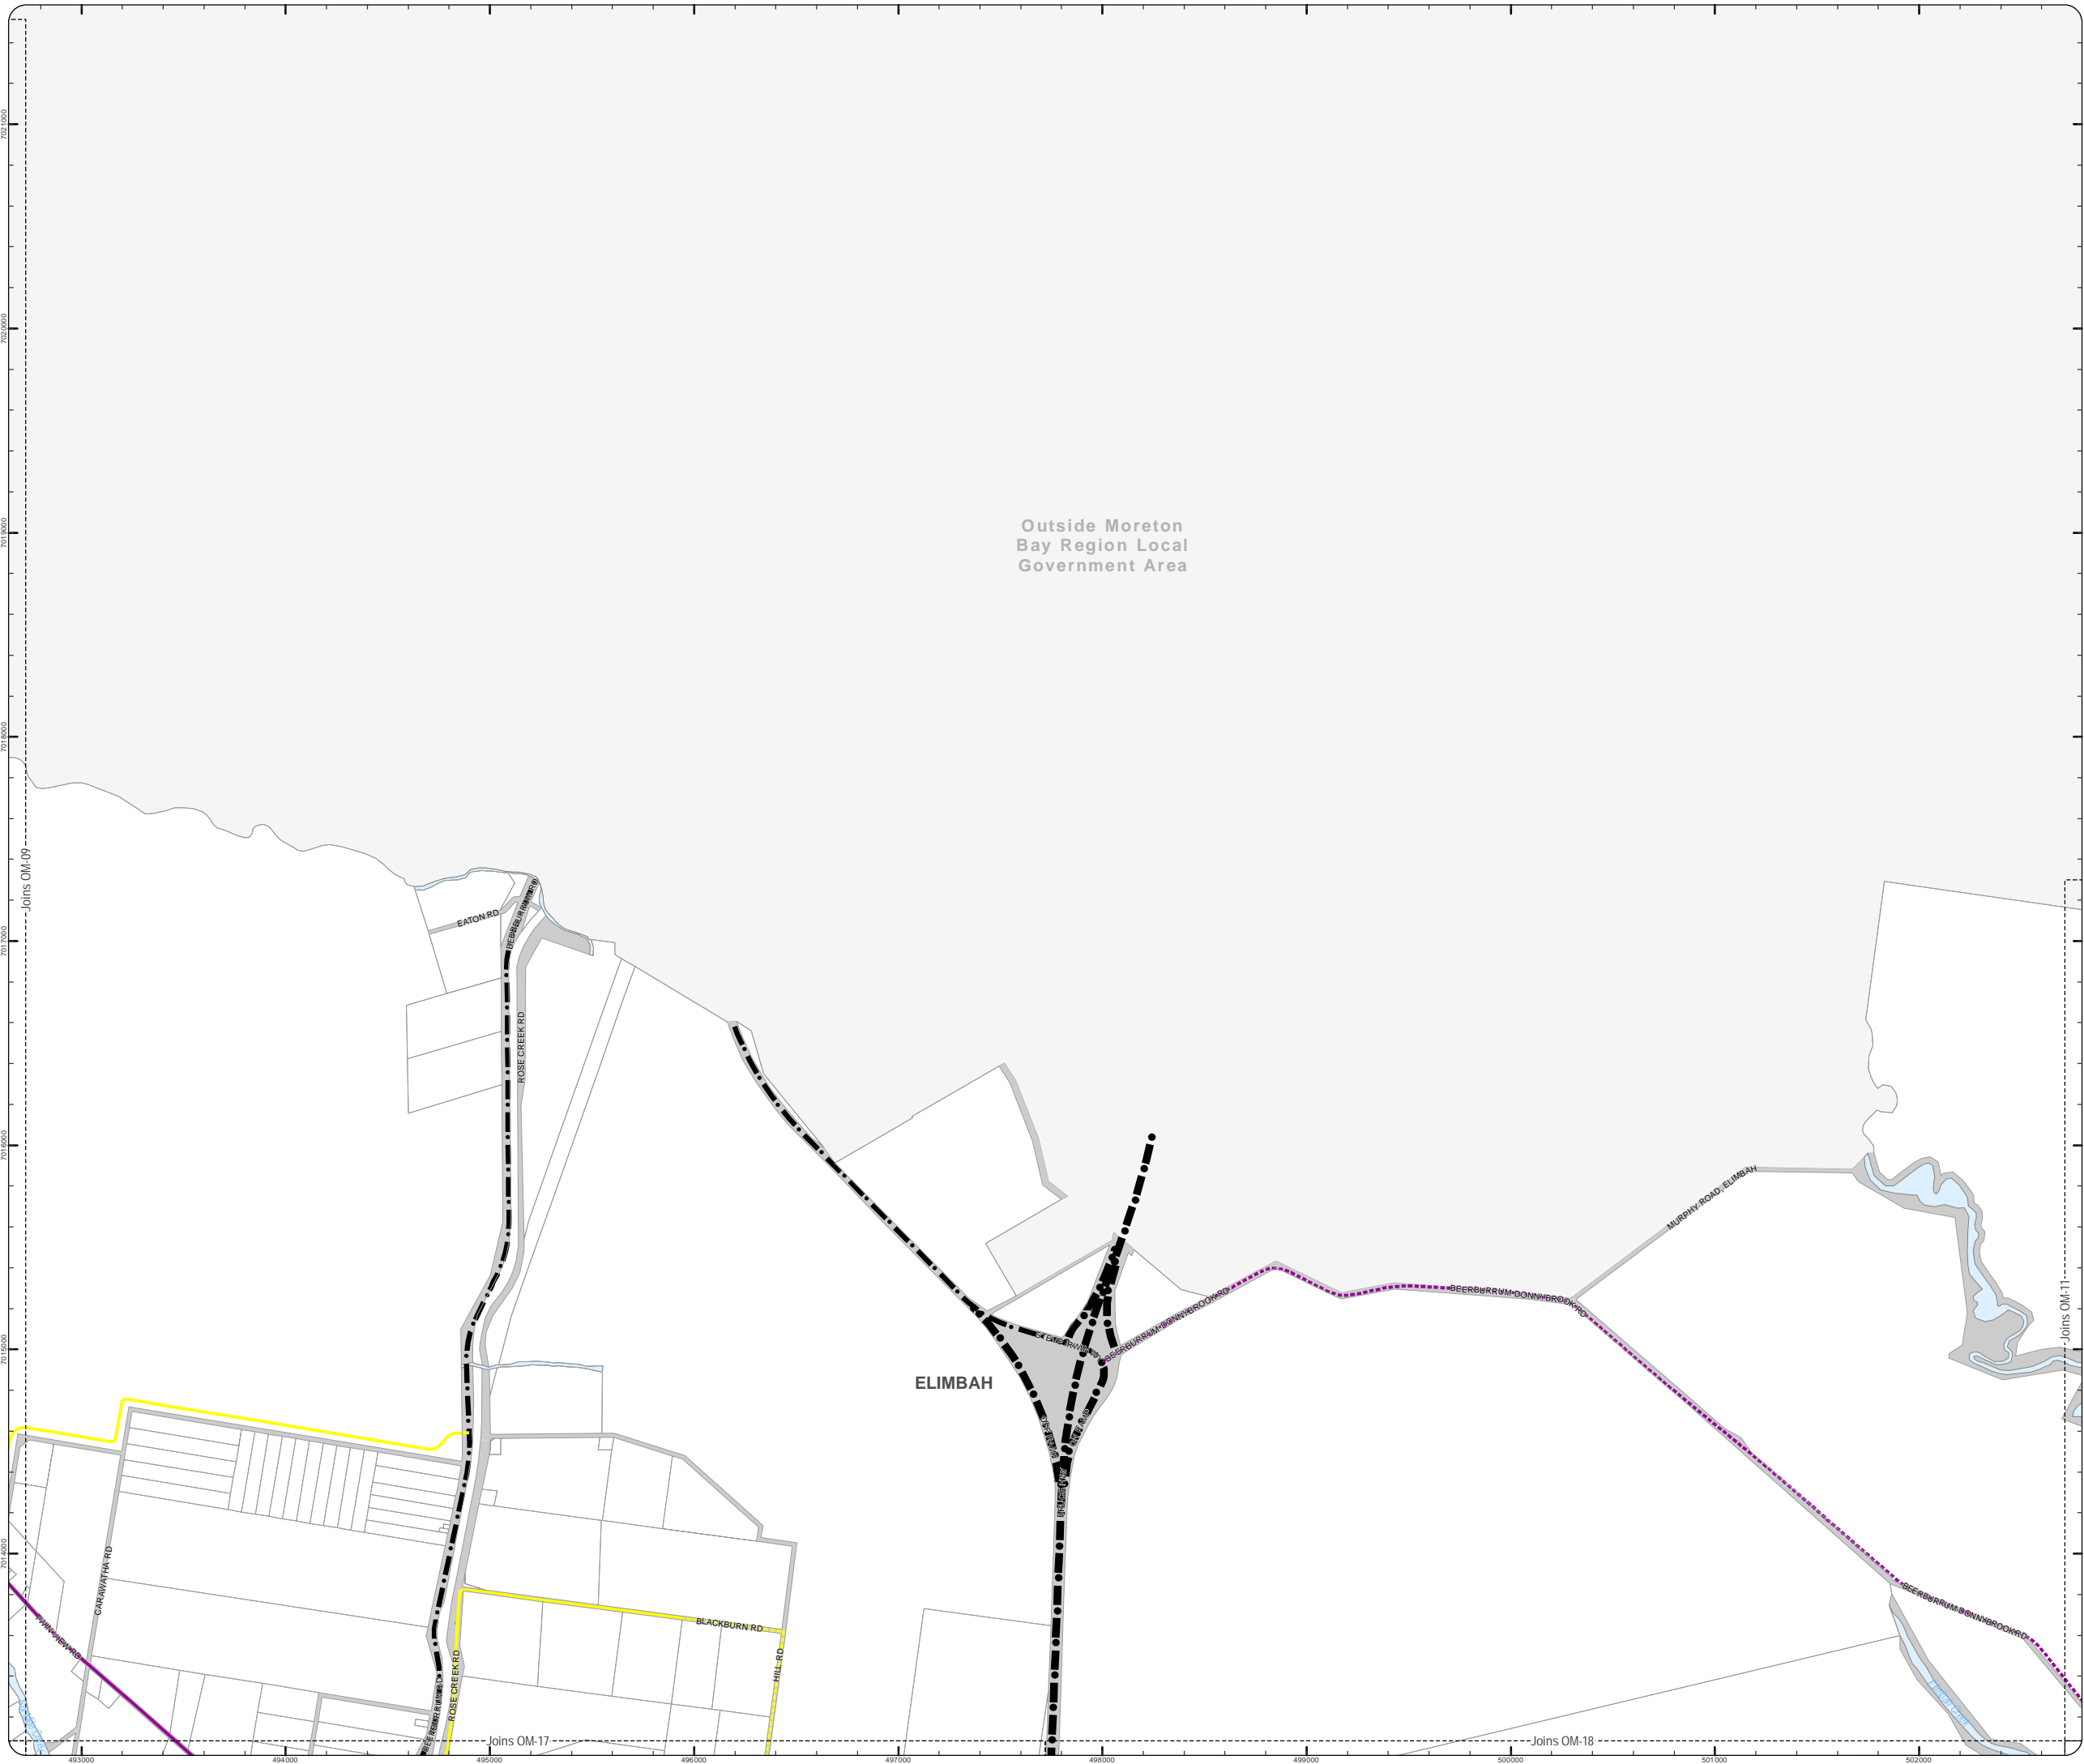 7021000
7020000
Outside Moreton
Bay Region Local
Government Area
7019000
7018000
Joins OM-09
EATON RD
7017000
ROSE CREEK RD
7016000
MURPHY ROAD, ELIMBAH
BEERBURRUM-DONNYBROOK RD
BEERBURRUM-DONNYBROOK RD
Joins OM-11
7015000
ELIMBAH
7014000
CARAWATHA RD
TWIN VIEW RD
BLACKBURN RD
HILL RD
ROSE CREEK RD
BEERBURRUM-DONNYBROOK RD
Joins OM-17
Joins OM-18
493000 494000 495000 496000 497000 498000 499000 500000 501000 502000